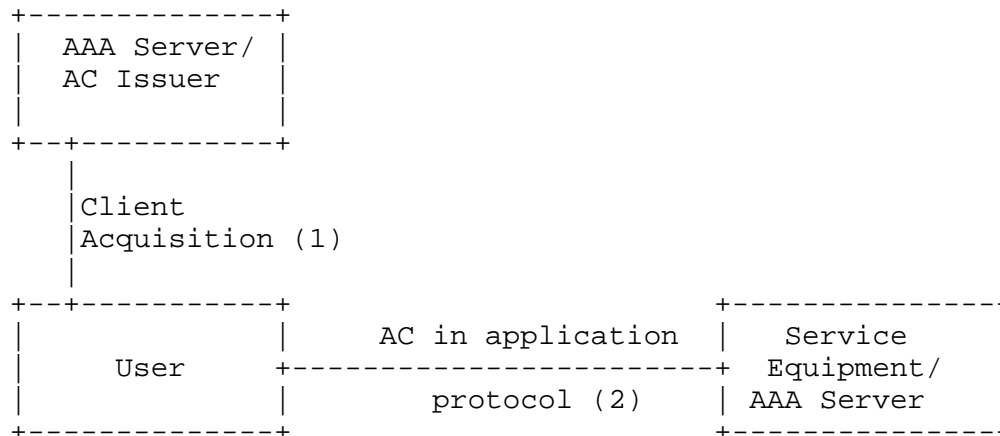 AAA Server/
AC Issuer
Client
Acquisition (1)
AC in application
Service
User
Equipment/
protocol (2)
AAA Server